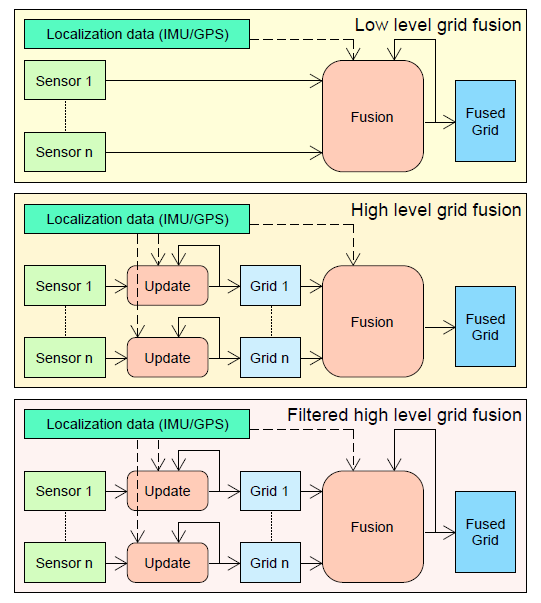 Low level grid fusion
Localization data (IMU/GPS)
Sensor 1
Sensor n
Fusion
Fused
Grid
High level grid fusion
Localization data (IMU/GPS)
Sensor 1
Update
Grid 1
Sensor n
Update
Grid n
Fusion
Fused
Grid
Filtered high level grid fusion
Localization data (IMU/GPS)
Sensor 1
Update
Grid 1
Sensor n
Update
Grid n
Fusion
Fused
Grid